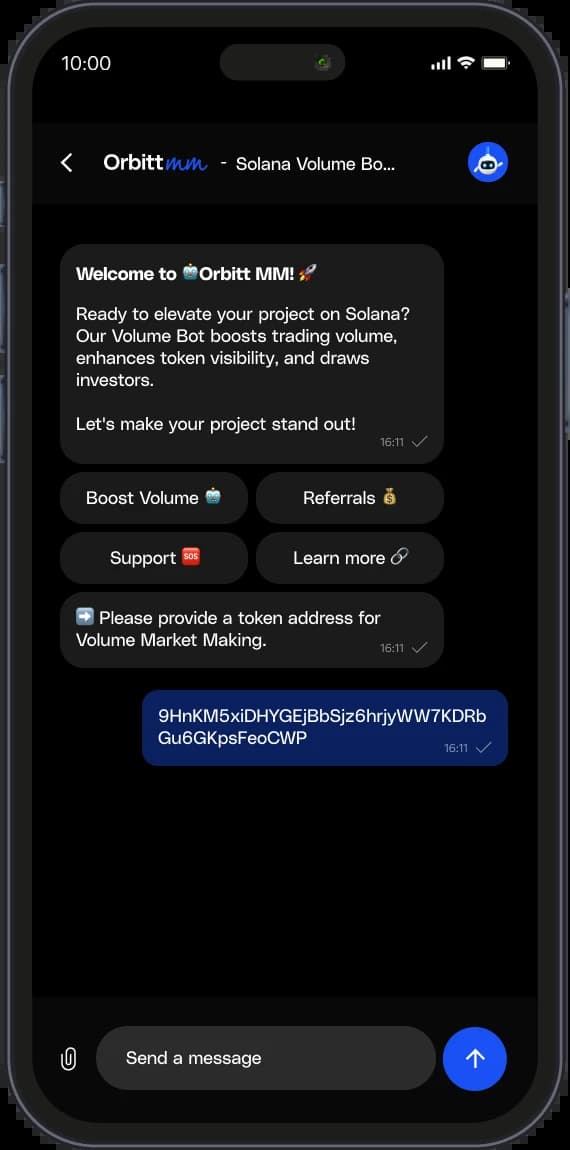 10:00
Orbitt mm - Solana Volume Bo...
Welcome to 🤖Orbitt MM! 🚀
Ready to elevate your project on Solana?
Our Volume Bot boosts trading volume,
enhances token visibility, and draws
investors.
Let's make your project stand out!
16:11
Boost Volume 🤖
Referrals 💰
Support 🆘
Learn more 🔗
➡️ Please provide a token address for
Volume Market Making.
16:11
9HnKM5xiDHYGEjBbSjz6hrjyWW7KDRb
Gu6GKpsFeoCWP
16:11
Send a message